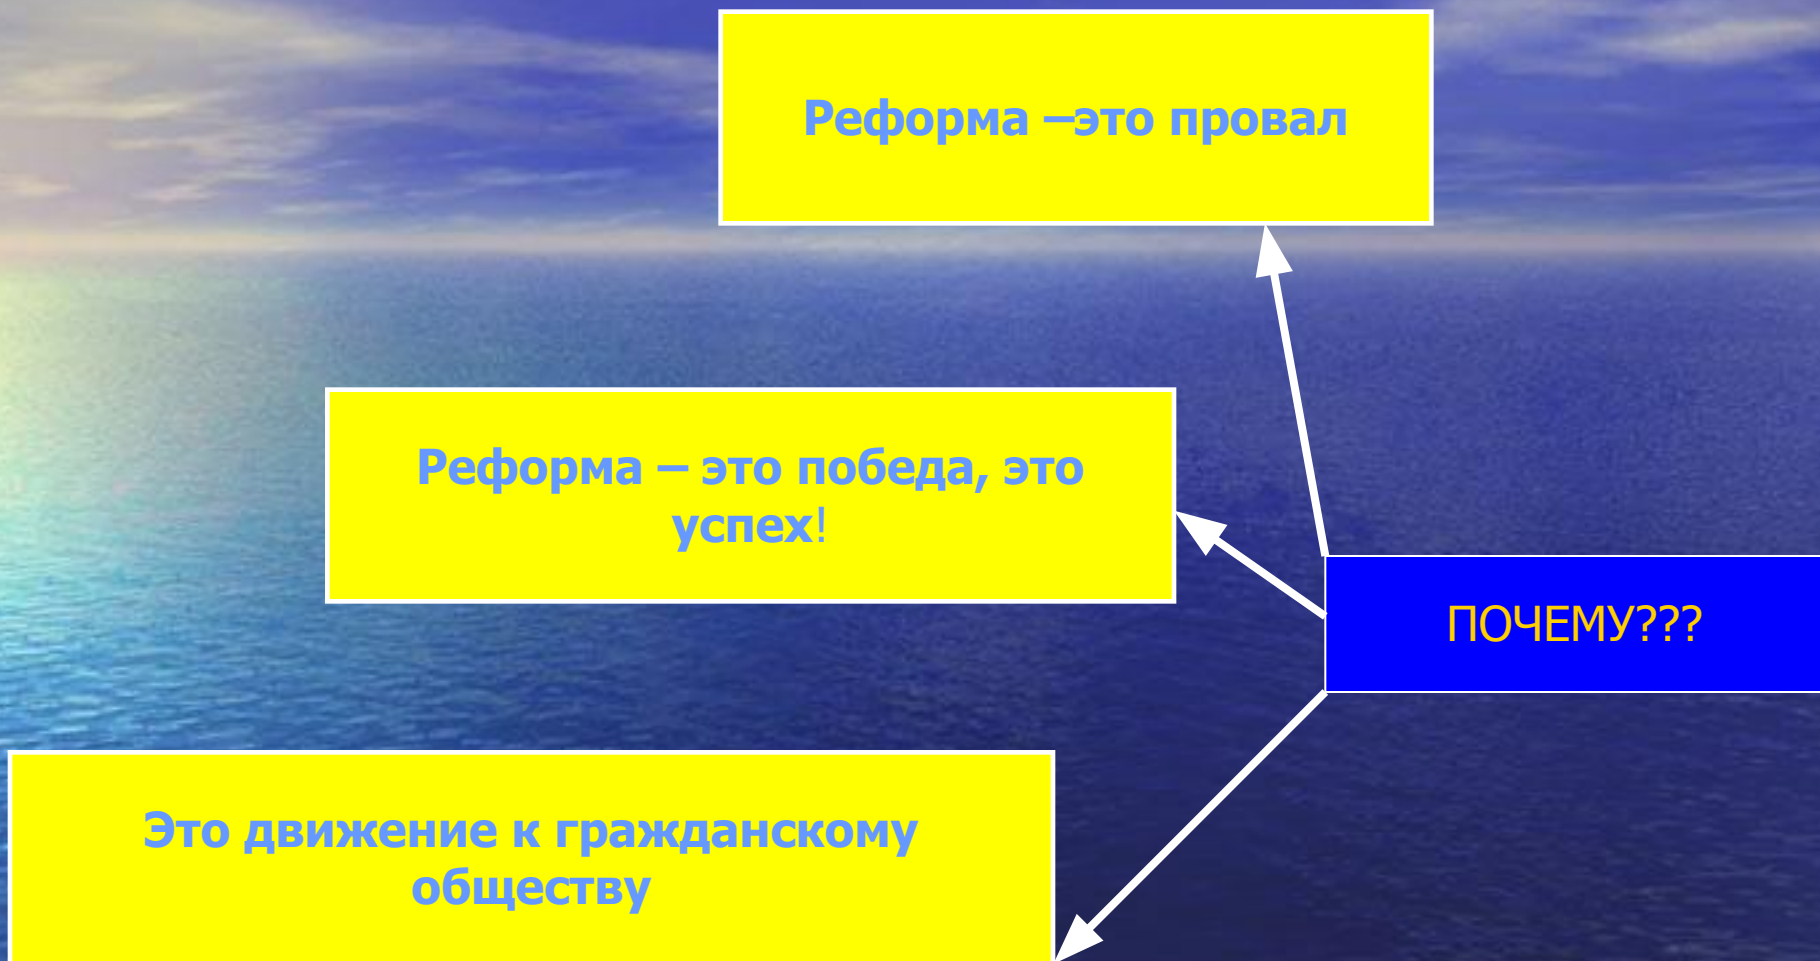 Реформа –это провал
Реформа – это победа, это
успех!
ПОЧЕМУ???
Это движение к гражданскому
обществу